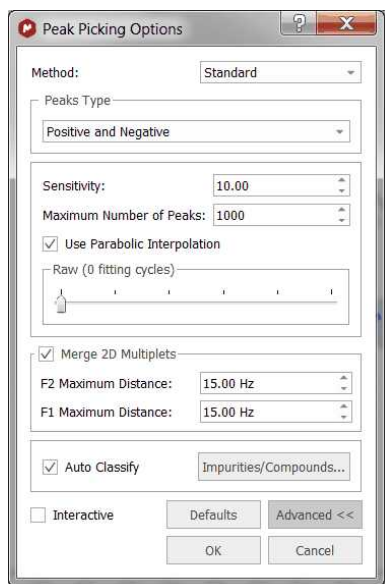 Peak Picking Options
Method: Standard
Peaks Type
Positive and Negative
Sensitivity: 10.00
Maximum Number of Peaks: 1000
Use Parabolic Interpolation
Raw (0 fitting cycles)
Merge 2D Multiplets
F2 Maximum Distance: 15.00 Hz
F1 Maximum Distance: 15.00 Hz
Auto Classify Impurities/Compounds...
Interactive Defaults Advanced <<
OK Cancel